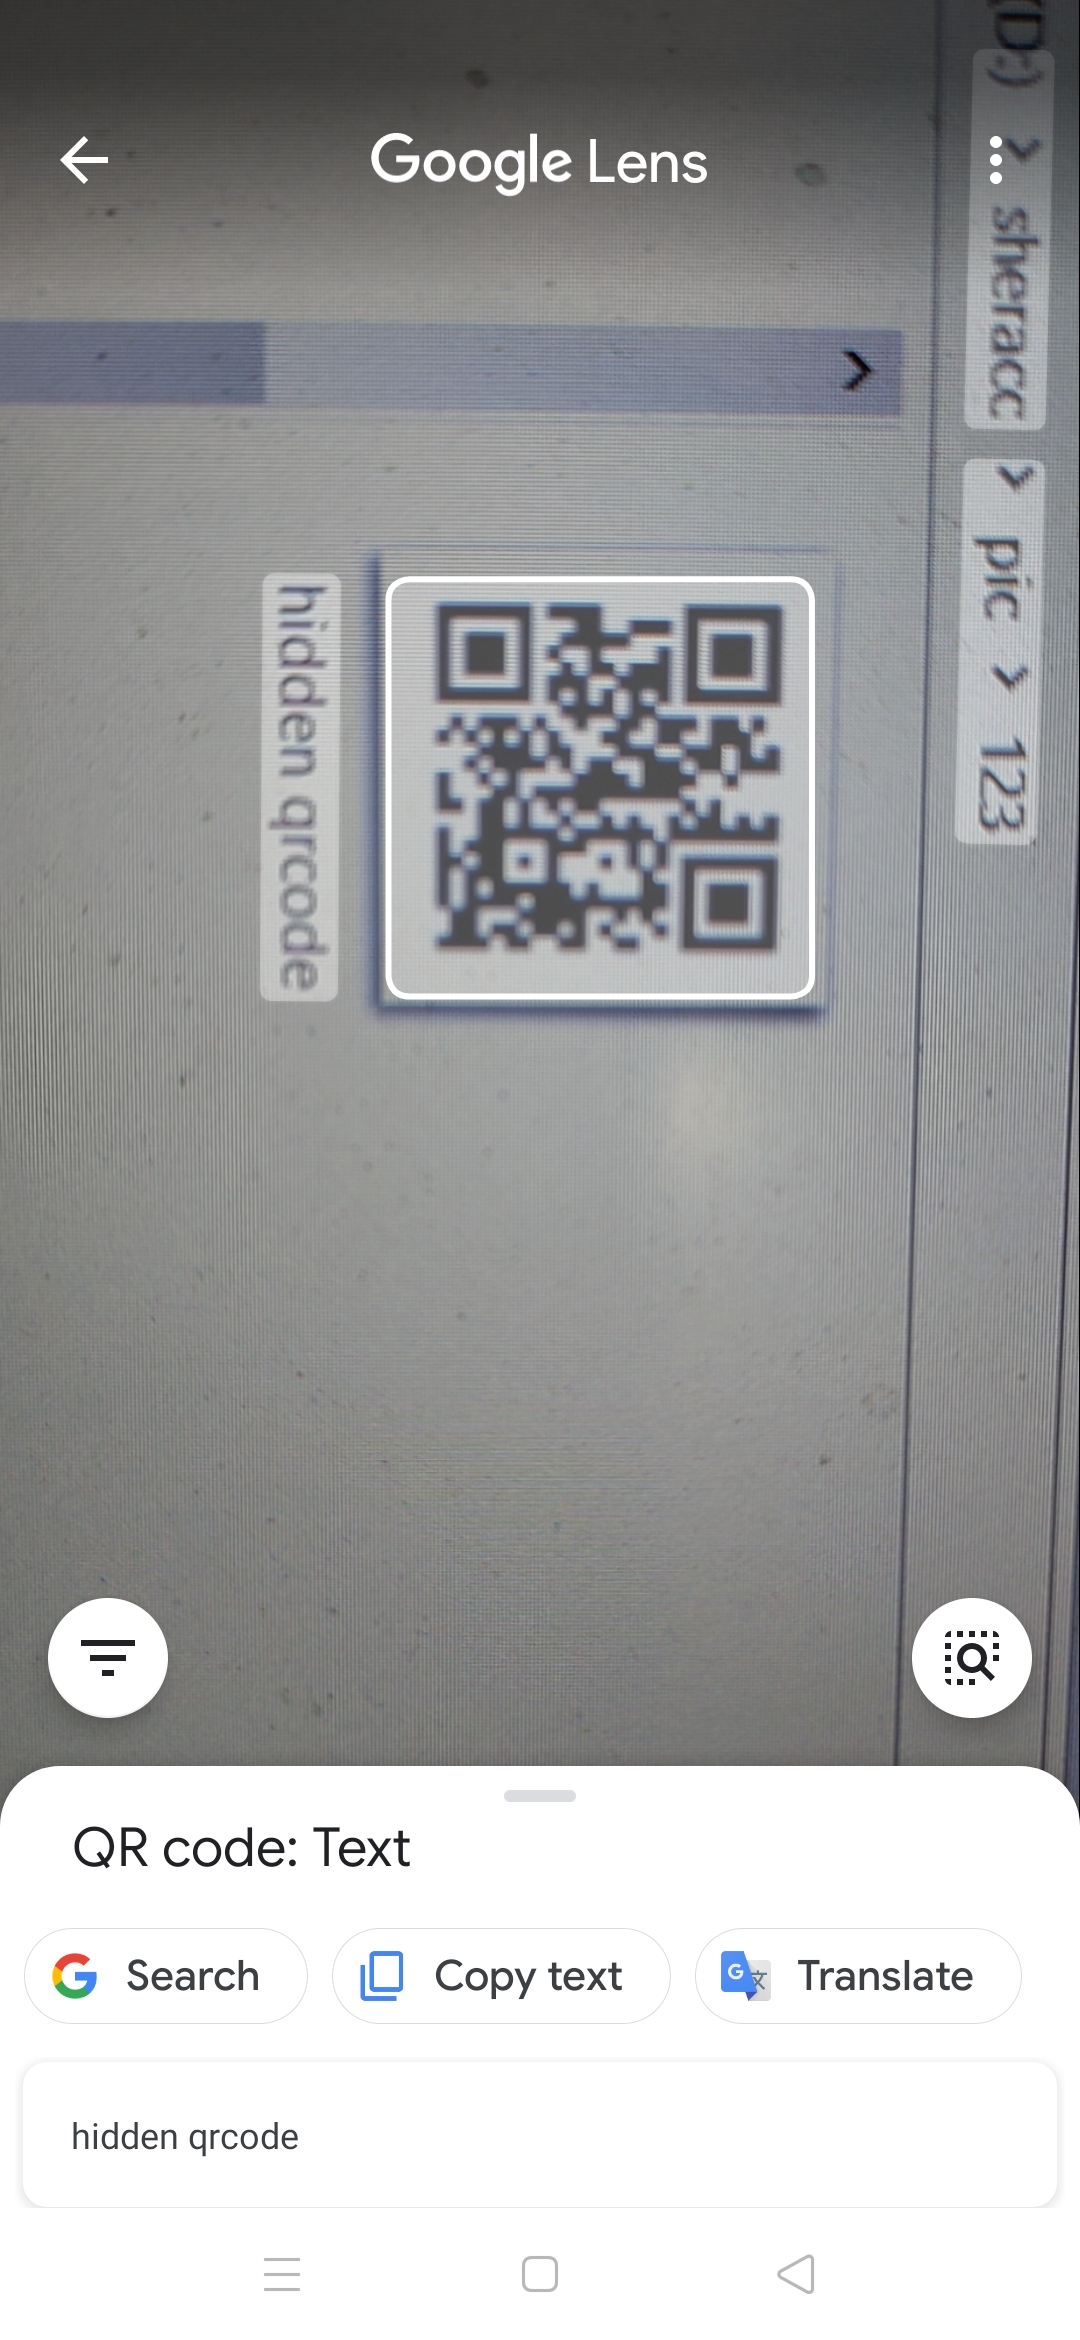 Google Lens
(D:) > sheracc > pic > 123
hidden qrcode
QR code: Text
Search
Copy text
Translate
hidden qrcode